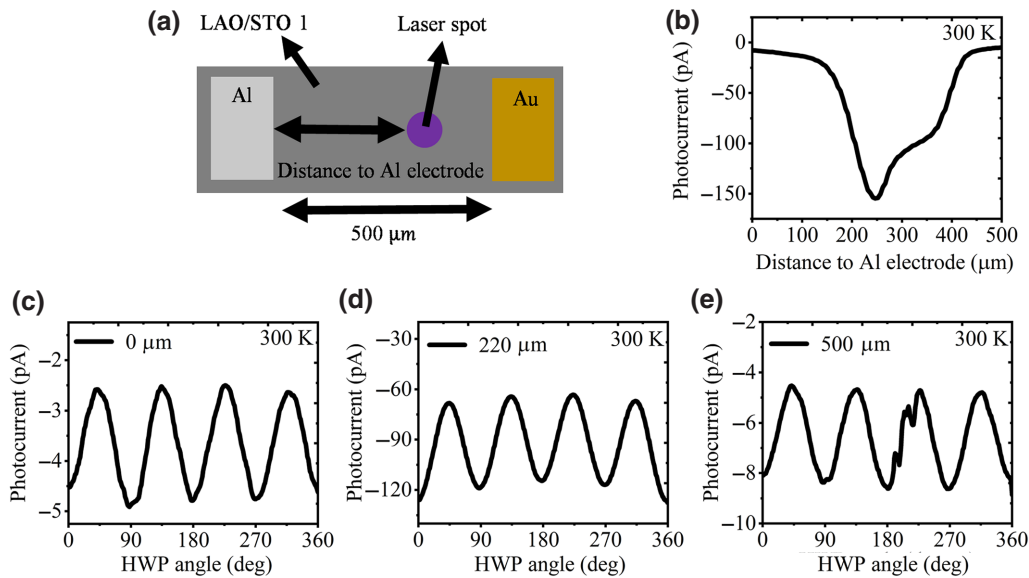 (a)
LAO/STO 1
Laser spot
Al
Au
Distance to Al electrode
500 μm
(b)
300 K
Photocurrent (pA)
0
−50
−100
−150
0 100 200 300 400 500
Distance to Al electrode (μm)
(c)
0 μm
300 K
Photocurrent (pA)
−2
−3
−4
−5
0 90 180 270 360
HWP angle (deg)
(d)
220 μm
300 K
Photocurrent (pA)
−30
−60
−90
−120
0 90 180 270 360
HWP angle (deg)
(e)
500 μm
300 K
Photocurrent (pA)
−2
−4
−6
−8
−10
0 90 180 270 360
HWP angle (deg)